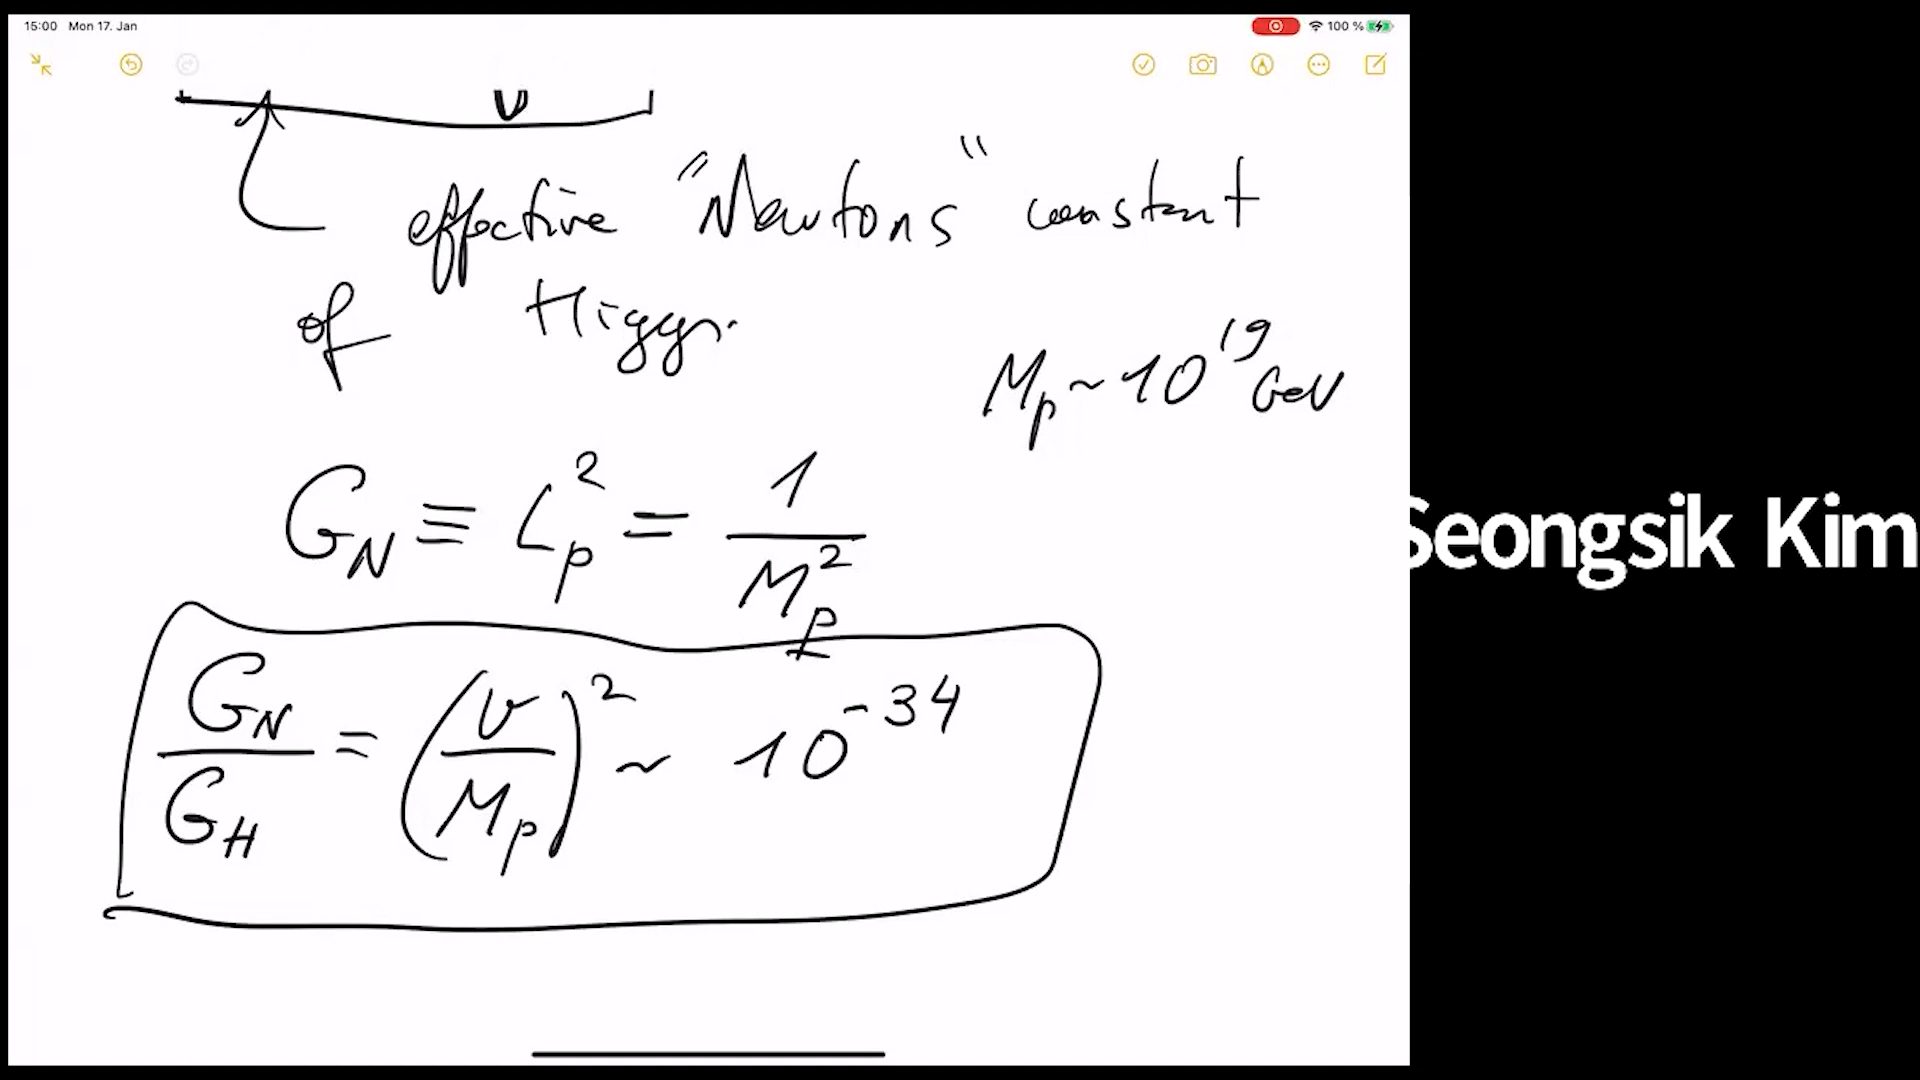 15:00 Mon 17. Jan
100 %
v
effective "Newtons" constant
of Higgs.
M_p ~ 10^19 GeV
G_N ≡ L_p^2 = 1/M_p^2
G_N/G_H = (v/M_p)^2 ~ 10^-34
Seongsik Kim